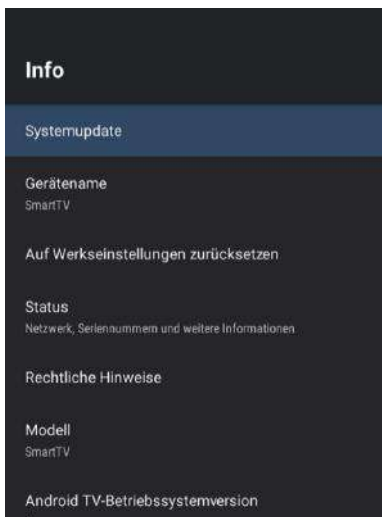 Info
Systemupdate
Gerätename
SmartTV
Auf Werkseinstellungen zurücksetzen
Status
Netzwerk, Seriennummern und weitere Informationen
Rechtliche Hinweise
Modell
SmartTV
Android TV-Betriebssystemversion